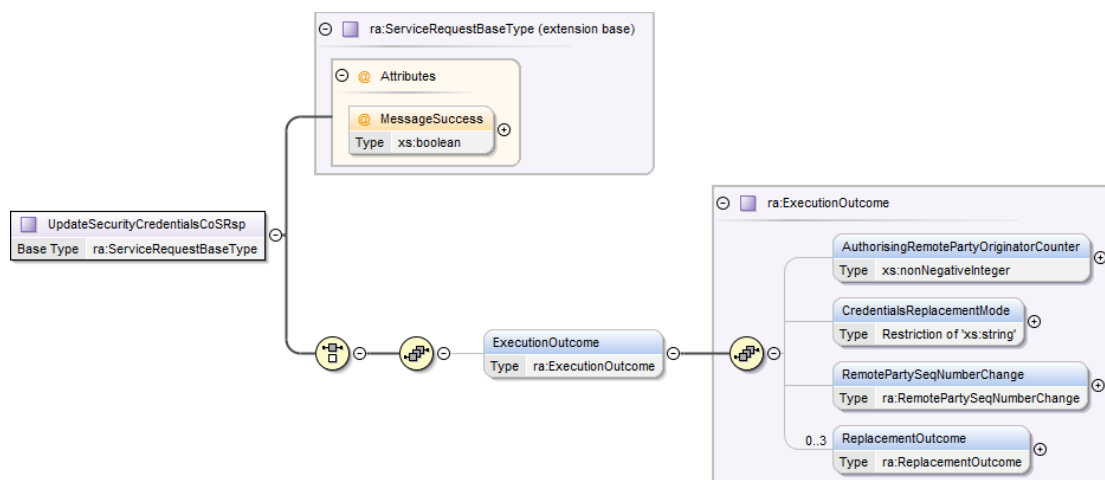 ra:ServiceRequestBaseType (extension base)
@ Attributes
@ MessageSuccess
Type xs:boolean
UpdateSecurityCredentialsCoSRsp
Base Type ra:ServiceRequestBaseType
ExecutionOutcome
Type ra:ExecutionOutcome
ra:ExecutionOutcome
AuthorisingRemotePartyOriginatorCounter
Type xs:nonNegativeInteger
CredentialsReplacementMode
Type Restriction of 'xs:string'
RemotePartySeqNumberChange
Type ra:RemotePartySeqNumberChange
0..3
ReplacementOutcome
Type ra:ReplacementOutcome